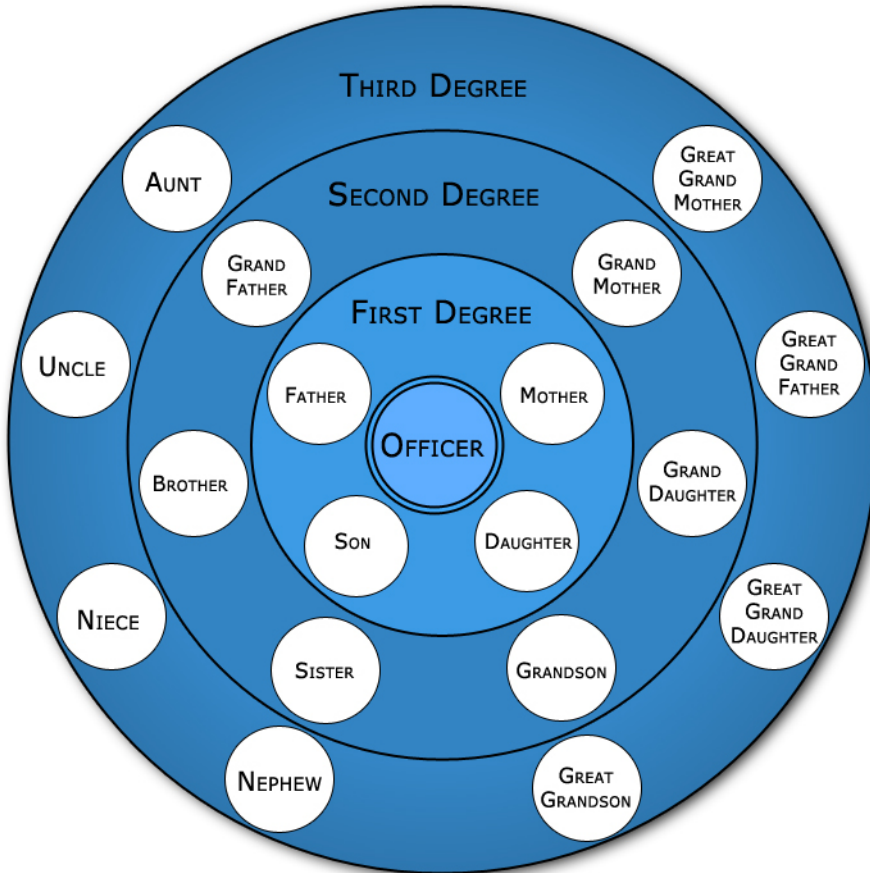 Third Degree
Aunt
Great
Grand
Mother
Second Degree
Grand
Father
Grand
Mother
First Degree
Uncle
Great
Grand
Father
Father
Mother
Officer
Brother
Grand
Daughter
Son
Daughter
Niece
Great
Grand
Daughter
Sister
Grandson
Nephew
Great
Grandson